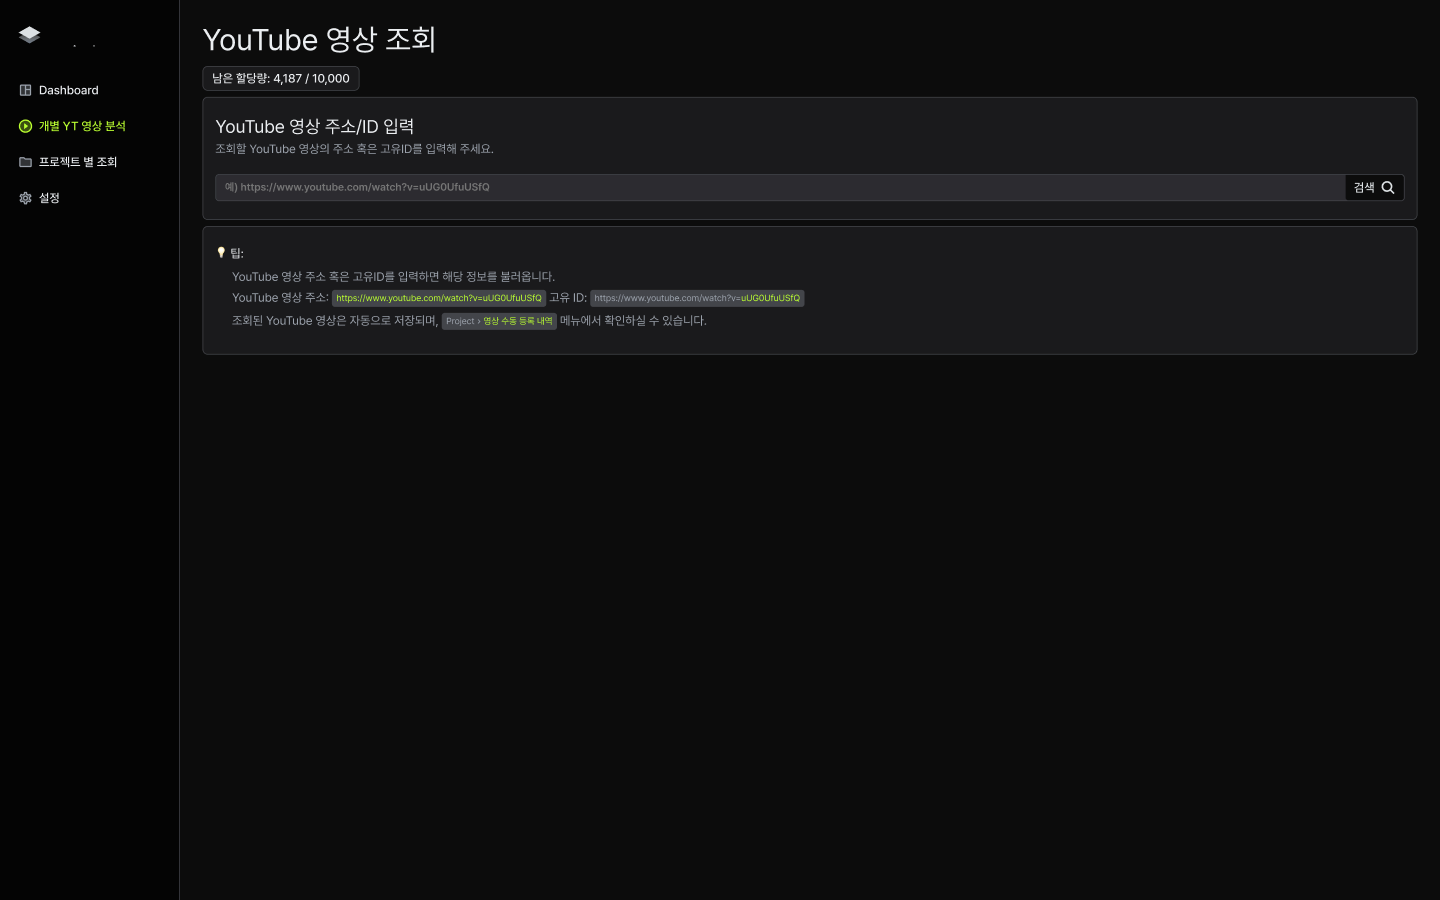 YouTube 영상 조회
남은 할당량: 4,187 / 10,000
Dashboard
개별 YT 영상 분석
프로젝트 별 조회
설정
YouTube 영상 주소/ID 입력
조회할 YouTube 영상의 주소 혹은 고유ID를 입력해 주세요.
예) https://www.youtube.com/watch?v=uUG0UfuUSfQ
검색
팁:
YouTube 영상 주소 혹은 고유ID를 입력하면 해당 정보를 불러옵니다.
YouTube 영상 주소: https://www.youtube.com/watch?v=uUG0UfuUSfQ 고유 ID: https://www.youtube.com/watch?v=uUG0UfuUSfQ
조회된 YouTube 영상은 자동으로 저장되며, Project › 영상 수동 등록 내역 메뉴에서 확인하실 수 있습니다.